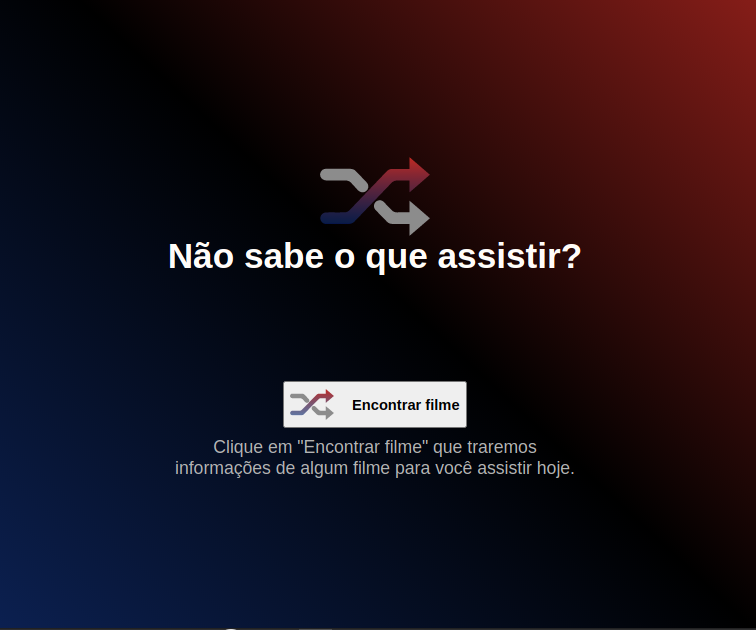 Não sabe o que assistir?
Encontrar filme
Clique em "Encontrar filme" que traremos
informações de algum filme para você assistir hoje.